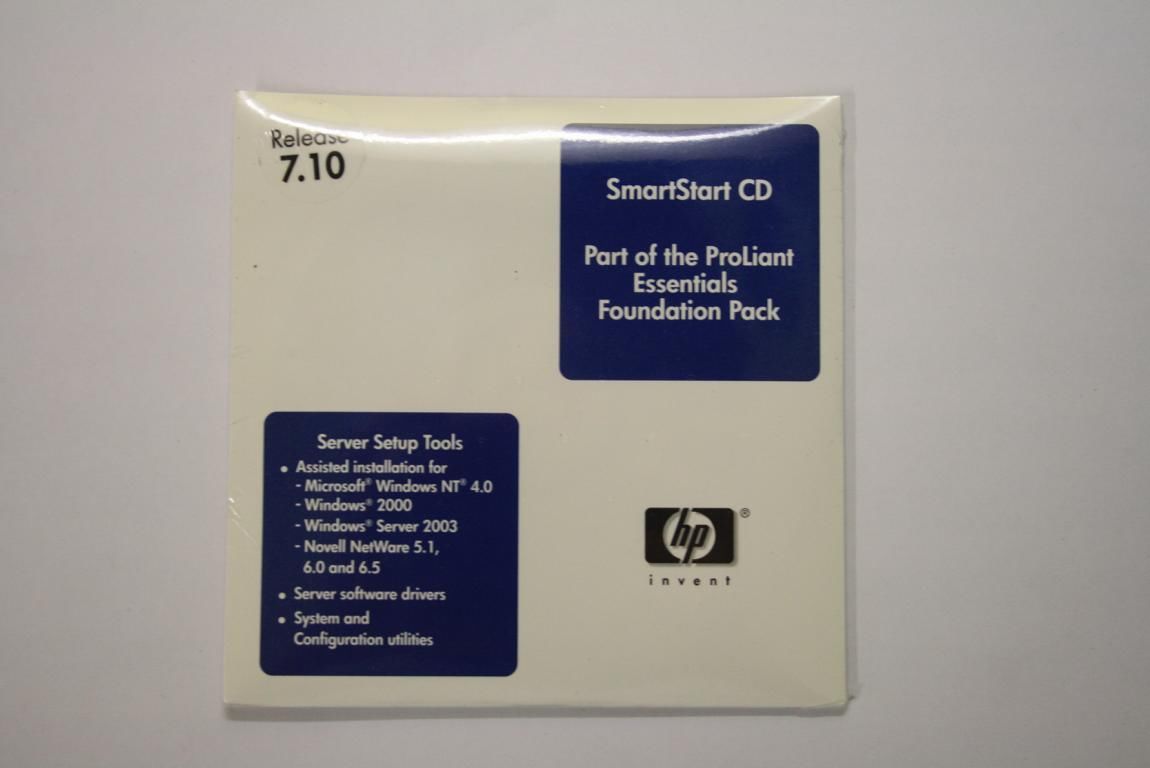 Release
7.10
SmartStart CD
Part of the ProLiant
Essentials
Foundation Pack
Server Setup Tools
• Assisted installation for
- Microsoft® Windows NT® 4.0
- Windows® 2000
- Windows® Server 2003
- Novell NetWare 5.1,
6.0 and 6.5
• Server software drivers
• System and
Configuration utilities
hp®
invent